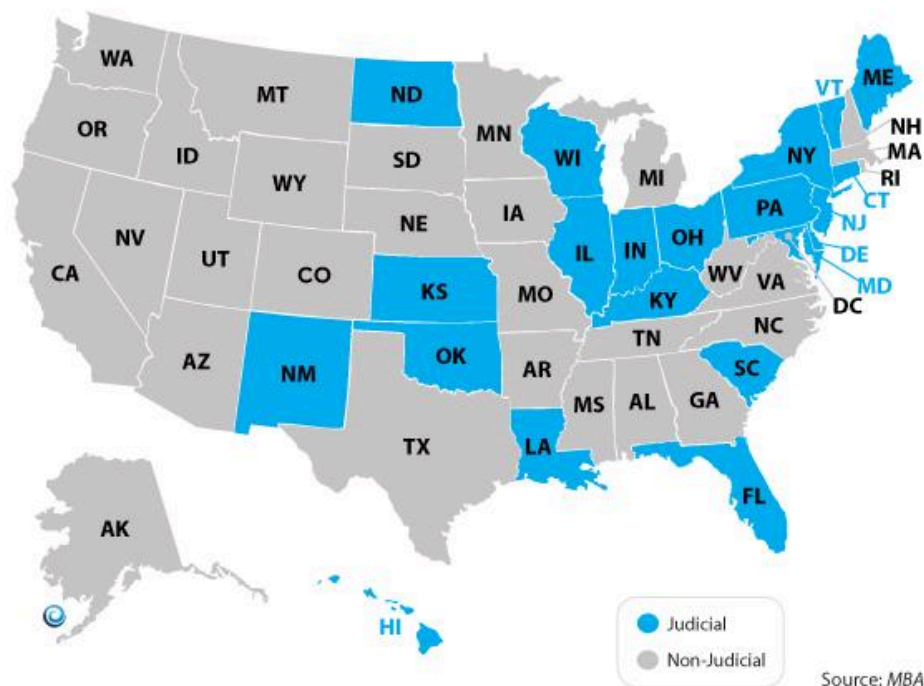 WA
MT
ND
MN
VT
ME
OR
ID
SD
WI
NY
NH
MA
MI
RI
WY
CT
IA
PA
NE
NJ
NV
UT
IL
IN
OH
DE
CA
CO
WV
MD
KS
MO
VA
KY
DC
NC
TN
AZ
NM
OK
AR
SC
MS
AL
GA
TX
LA
FL
AK
HI
Judicial
Non-Judicial
Source: MBA